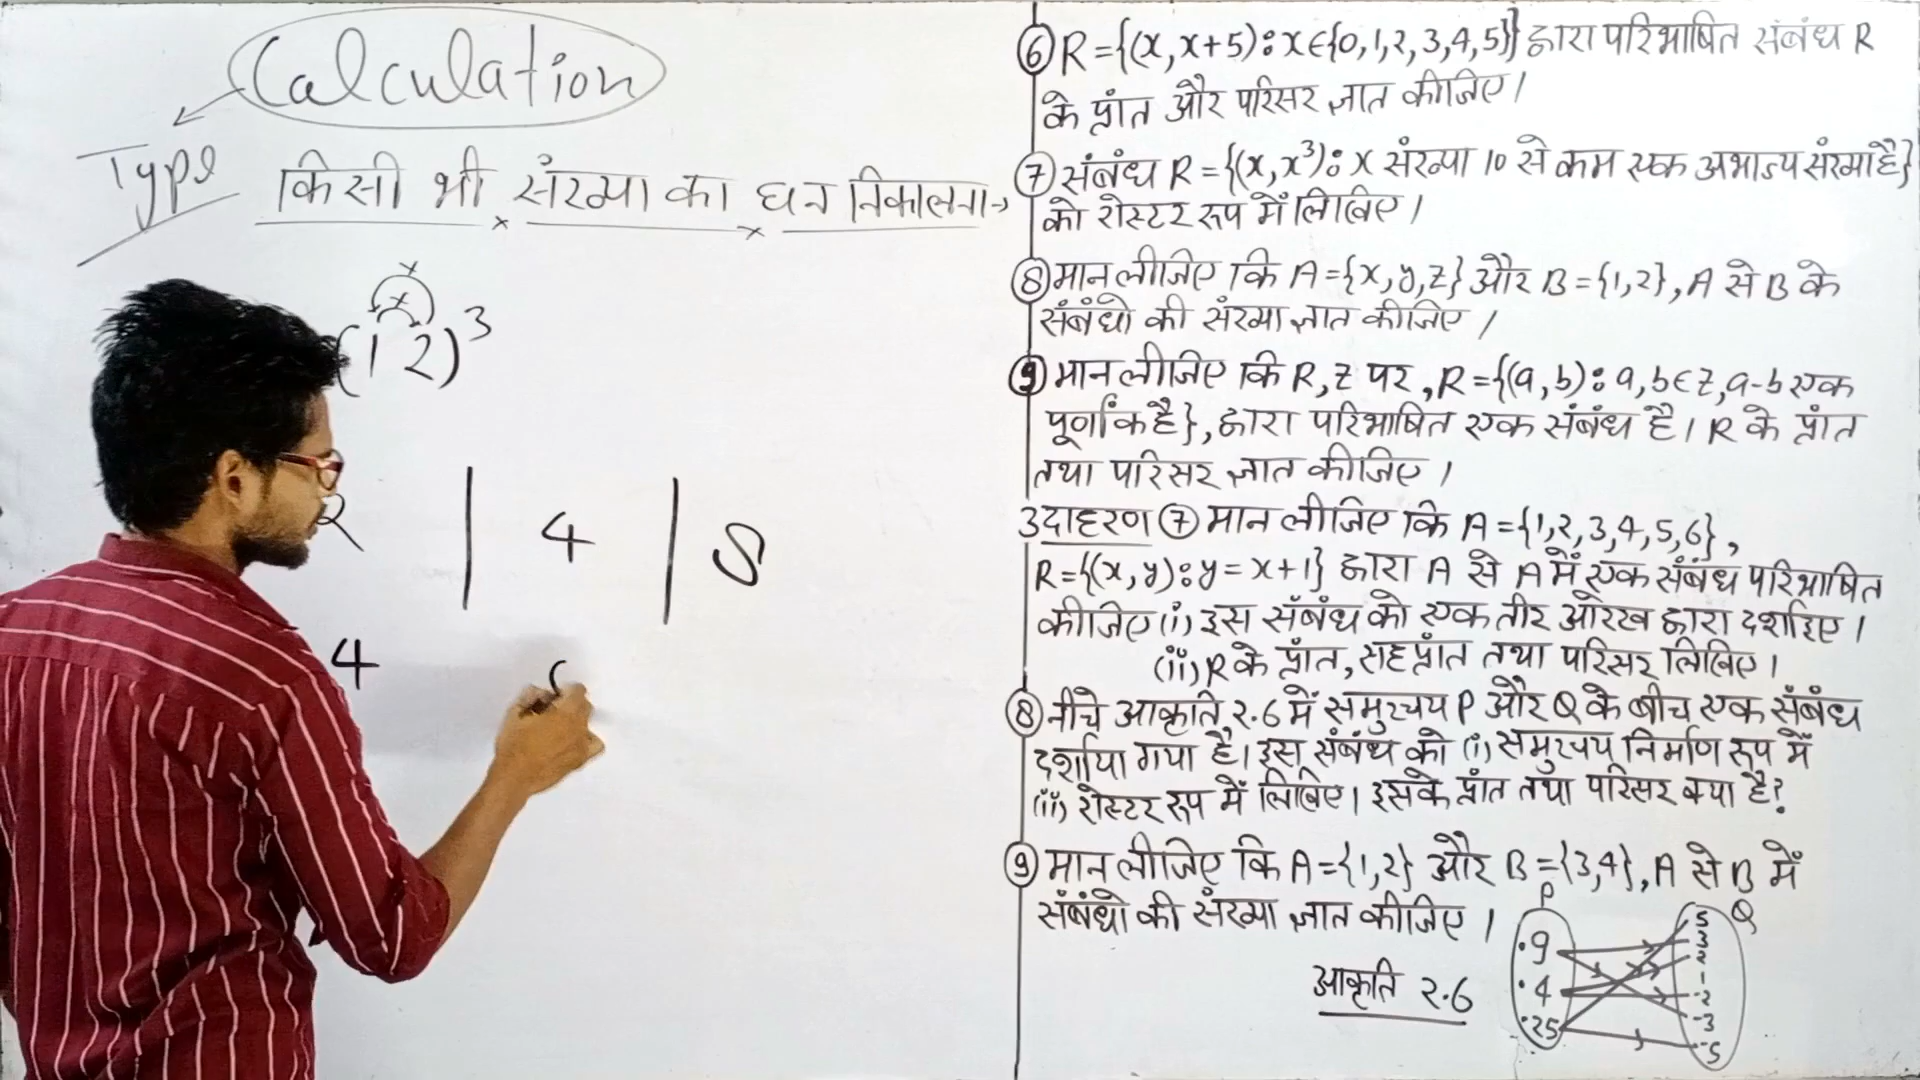 Calculation
Type किसी भी संख्या का घन निकालना→
(12)³
2 | 4 | 8
4
⑥ R={(x,x+5):x∈{0,1,2,3,4,5}} द्वारा परिभाषित संबंध R
के प्रांत और परिसर ज्ञात कीजिए।
⑦ संबंध R={(x,x³): x संख्या 10 से कम एक अभाज्य संख्या है}
को रोस्टर रूप में लिखिए।
⑧ मान लीजिए कि A={x,y,z} और B={1,2}, A से B के
संबंधो की संख्या ज्ञात कीजिए।
⑨ मान लीजिए कि R, Z पर, R={(a,b):a,b∈Z,a-b एक
पूर्णांक है}, द्वारा परिभाषित एक संबंध है। R के प्रांत
तथा परिसर ज्ञात कीजिए।
उदाहरण ⑦ मान लीजिए कि A={1,2,3,4,5,6},
R={(x,y):y=x+1} द्वारा A से A में एक संबंध परिभाषित
कीजिए (i) इस संबंध को एक तीर आरेख द्वारा दर्शाइए।
(ii) R के प्रांत, सहप्रांत तथा परिसर लिखिए।
⑧ नीचे आकृति 2.6 में समुच्चय P और Q के बीच एक संबंध
दर्शाया गया है। इस संबंध को (i) समुच्चय निर्माण रूप में
(ii) रोस्टर रूप में लिखिए। इसके प्रांत तथा परिसर क्या है?
⑨ मान लीजिए कि A={1,2} और B={3,4}, A से B में
संबंधो की संख्या ज्ञात कीजिए।
P Q
.9
.4
.25
5
3
2
1
-2
-3
-5
आकृति 2.6